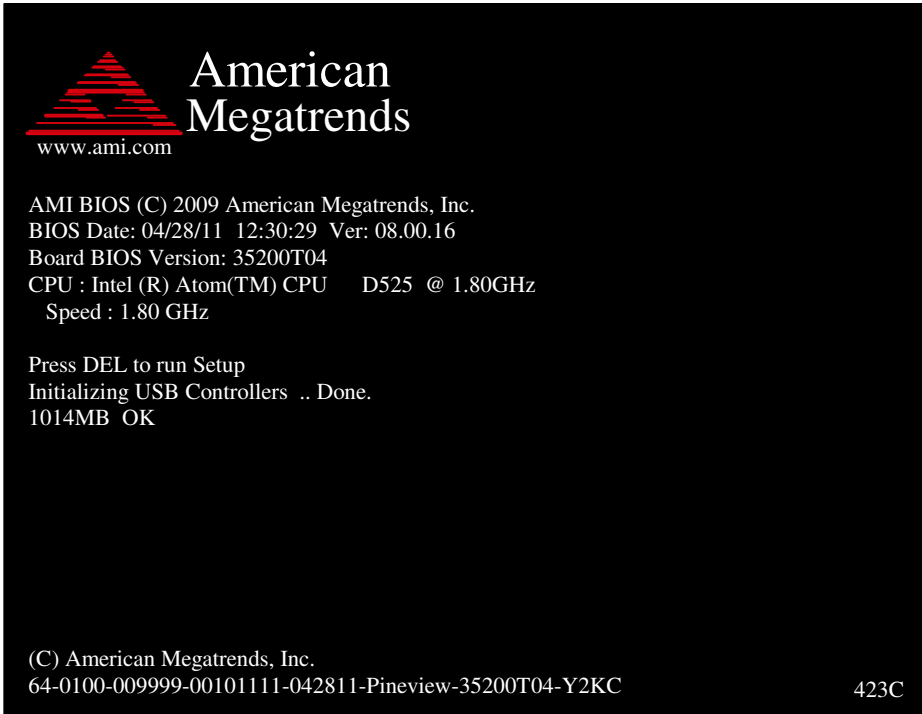 American
Megatrends
www.ami.com
AMI BIOS (C) 2009 American Megatrends, Inc.
BIOS Date: 04/28/11 12:30:29 Ver: 08.00.16
Board BIOS Version: 35200T04
CPU : Intel (R) Atom(TM) CPU D525 @ 1.80GHz
Speed : 1.80 GHz
Press DEL to run Setup
Initializing USB Controllers .. Done.
1014MB OK
(C) American Megatrends, Inc.
64-0100-009999-00101111-042811-Pineview-35200T04-Y2KC
423C